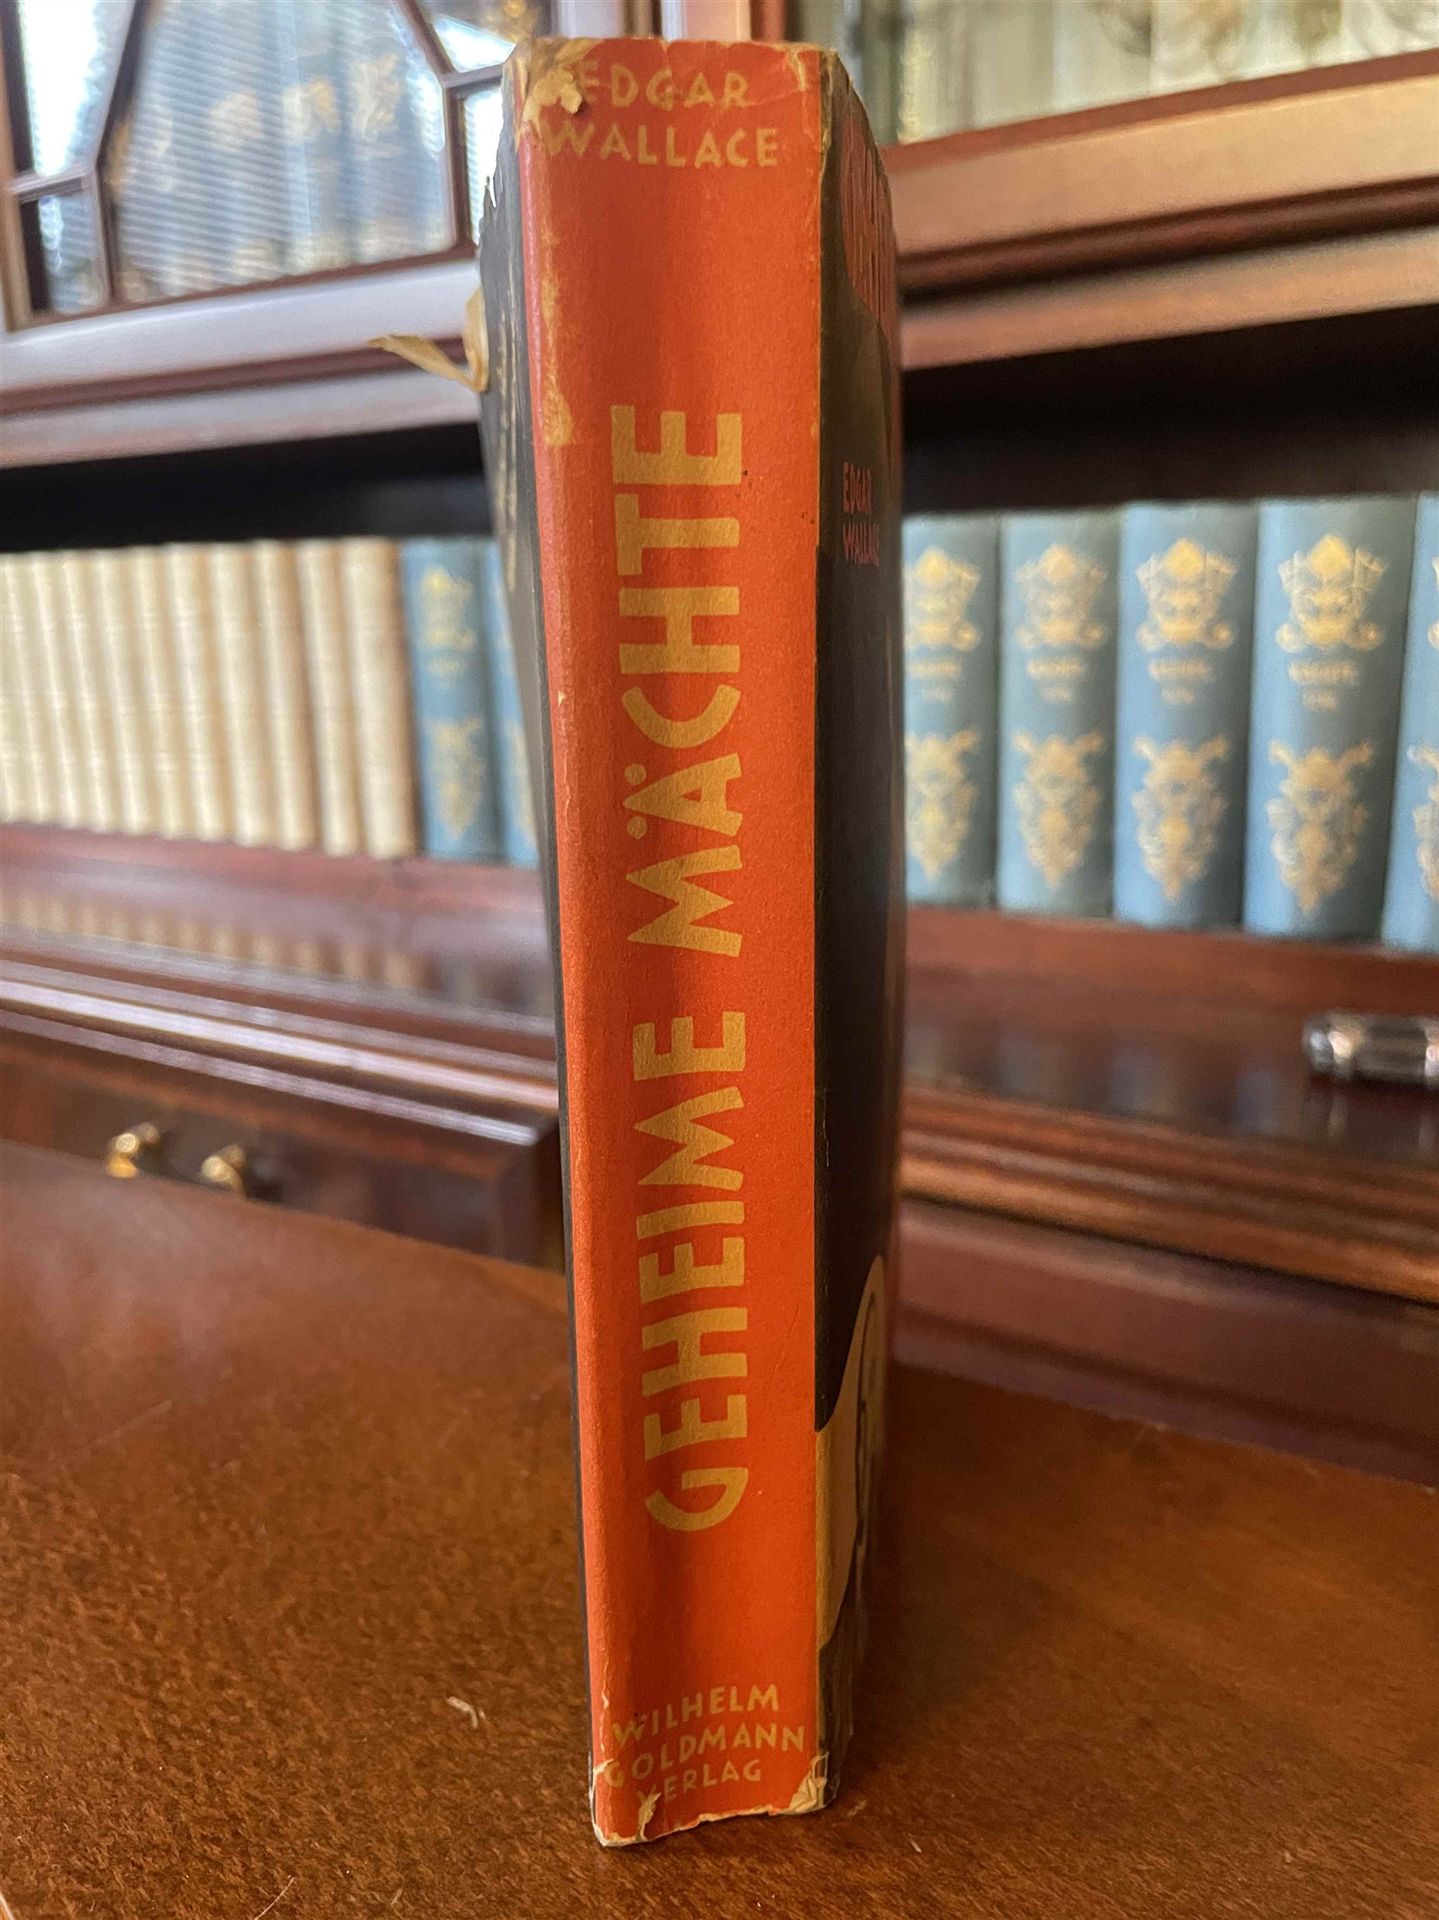 EDGAR
WALLACE
GEHEIME MÄCHTE
WILHELM
GOLDMANN
VERLAG
EDGAR
WALLACE